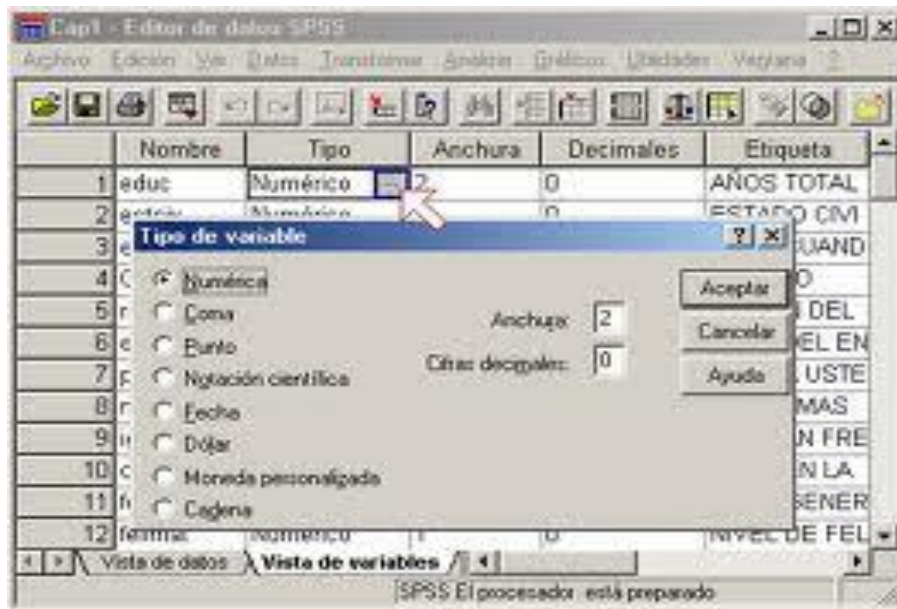 Cap1 - Editor de datos SPSS
Archivo Edición Ver Datos Transformar Analizar Gráficos Utilidades Ventana ?
Nombre Tipo Anchura Decimales Etiqueta
1 educ Numérico ... 2 0 AÑOS TOTAL
2 Numérico 0 ESTADO CIVI
Tipo de variable
3 e UAND
4 C Numérica Aceptar O
5 r Coma Anchura: 2 DEL
6 e Punto Cancelar EL EN
7 Notación científica Cifras decimales: 0 Ayuda USTE
8 r Fecha MAS
9 Dólar N FRE
10 c Moneda personalizada N LA
11 Cadena GENER
12 Numérico 1 0 NIVEL DE FEL
Vista de datos Vista de variables
SPSS El procesador está preparado